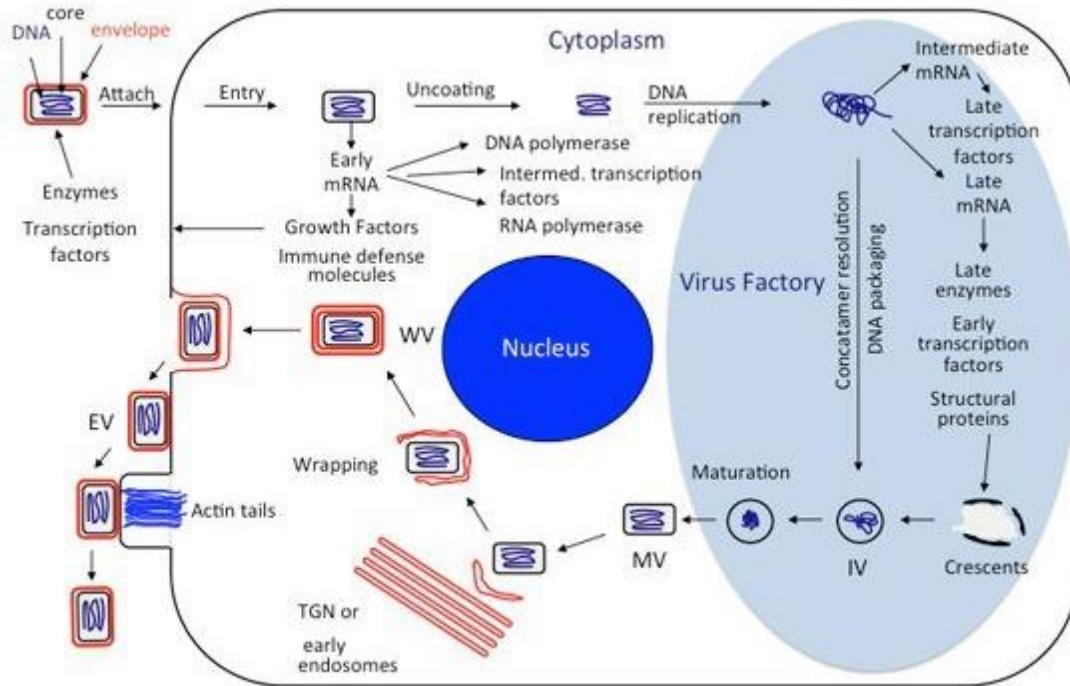 core
DNA
envelope
Attach
Enzymes
Transcription
factors
Cytoplasm
Entry
Uncoating
DNA
replication
Early
mRNA
DNA polymerase
Intermed. transcription
factors
RNA polymerase
Growth Factors
Immune defense
molecules
Intermediate
mRNA
Late
transcription
factors
Late
mRNA
Late
enzymes
Early
transcription
factors
Structural
proteins
Virus Factory
Concatamer resolution
DNA packaging
Nucleus
WV
EV
Wrapping
Actin tails
Maturation
MV
IV
Crescents
TGN or
early
endosomes